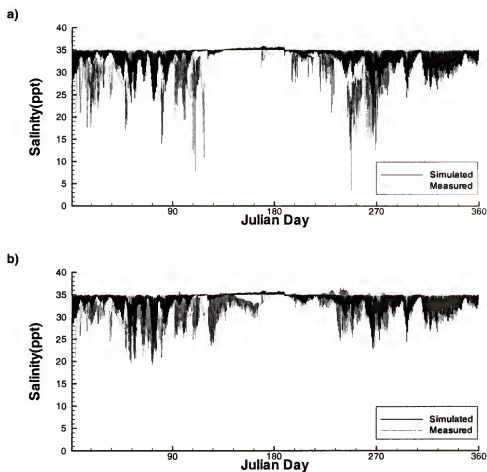 a)
40
35
30
25
20
15
10
5
0
Salinity(ppt)
Simulated
Measured
90
180
270
360
Julian Day
b)
40
35
30
25
20
15
10
5
0
Salinity(ppt)
Simulated
Measured
90
180
270
360
Julian Day